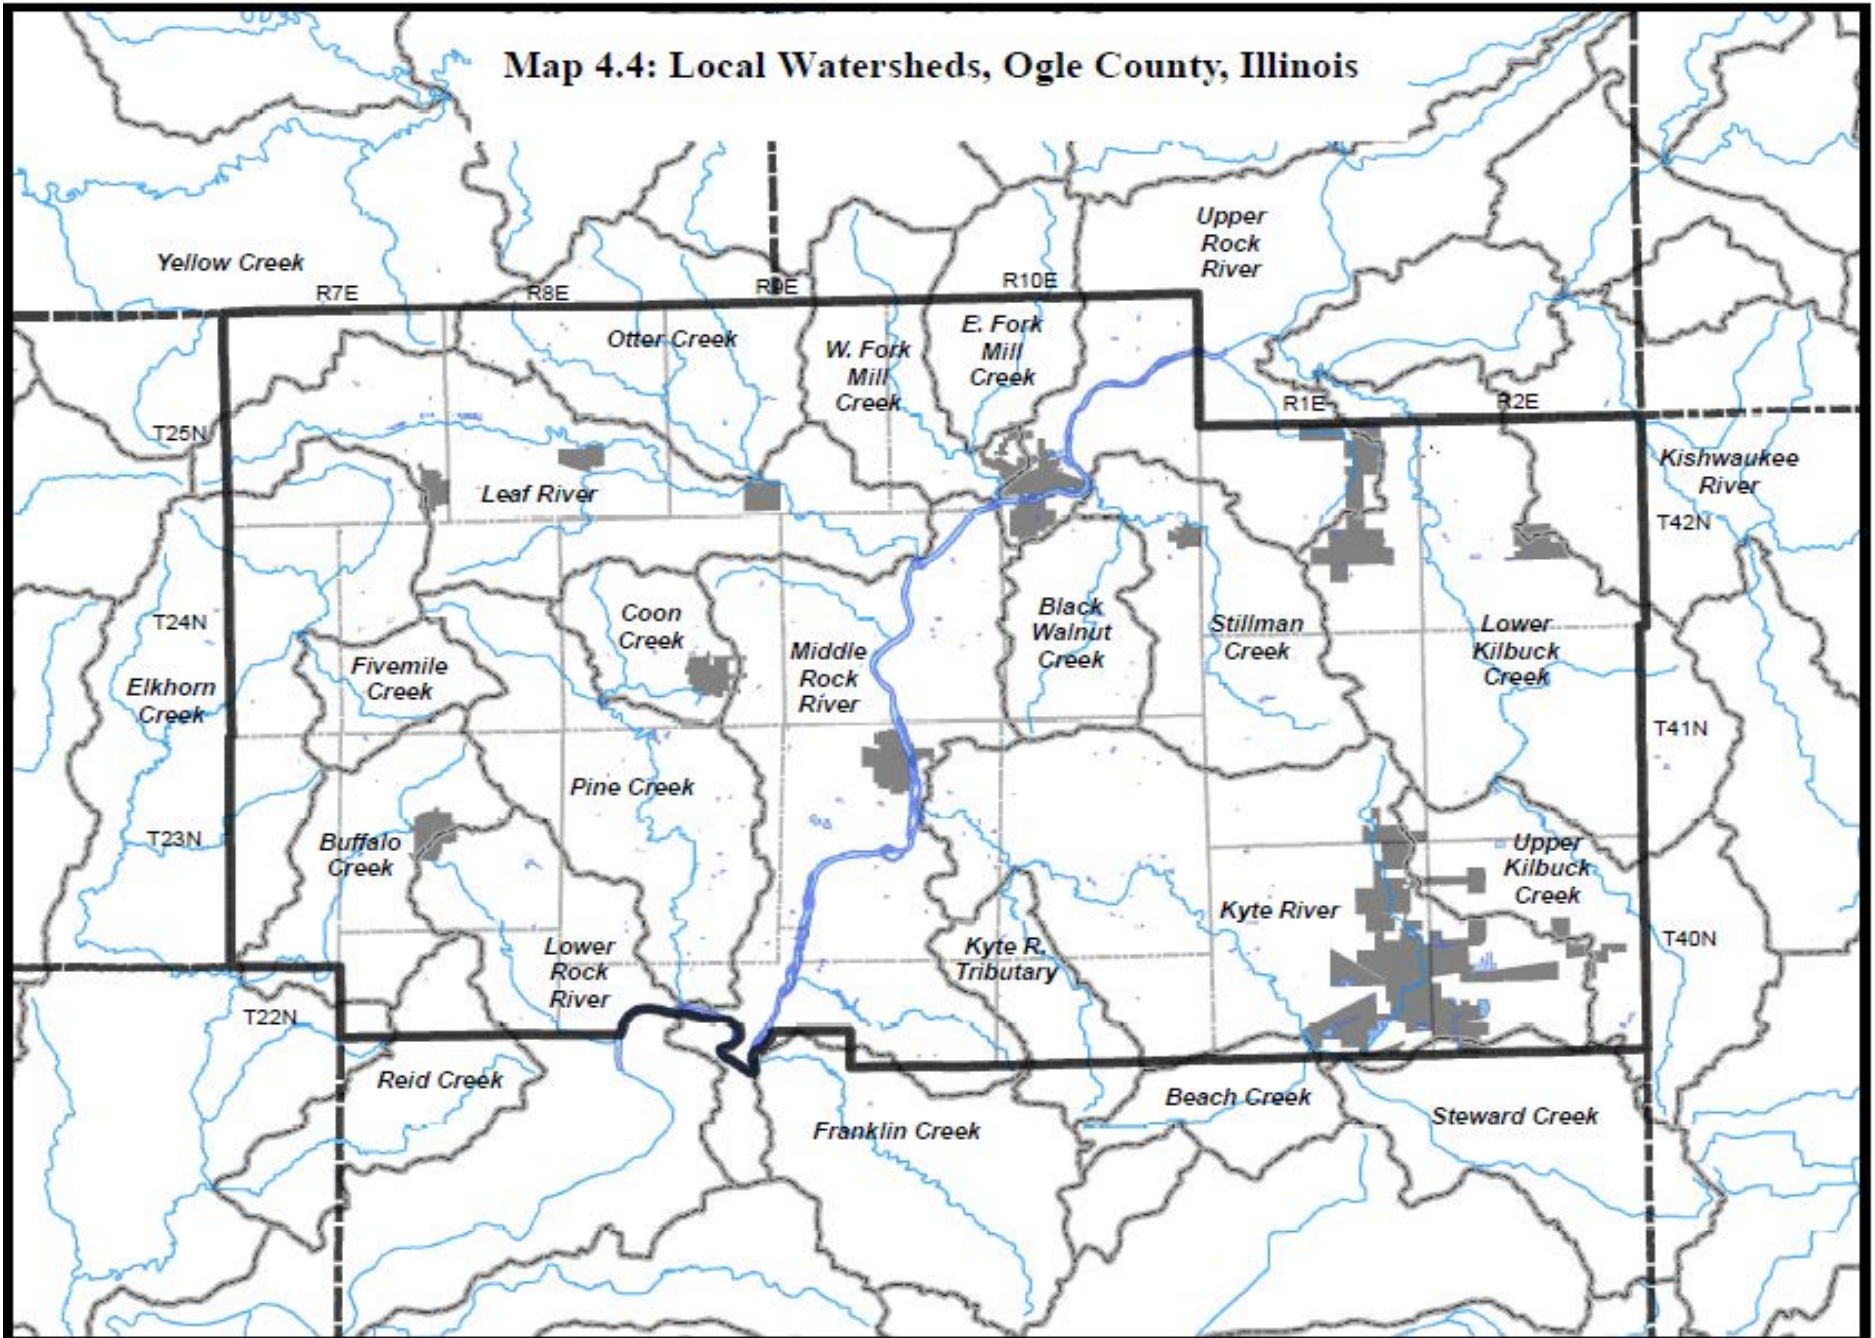 Map 4.4: Local Watersheds, Ogle County, Illinois
Upper
Rock
River
Yellow Creek
R7E
R8E
R9E
R10E
Otter Creek
W. Fork
Mill
Creek
E. Fork
Mill
Creek
R1E
R2E
T25N
Leaf River
Kishwaukee
River
T42N
T24N
Coon
Creek
Middle
Rock
River
Black
Walnut
Creek
Stillman
Creek
Lower
Kilbuck
Creek
Fivemile
Creek
Elkhorn
Creek
T41N
Pine Creek
T23N
Buffalo
Creek
Upper
Kilbuck
Creek
Kyte River
T40N
Lower
Rock
River
Kyte R.
Tributary
T22N
Reid Creek
Beach Creek
Steward Creek
Franklin Creek